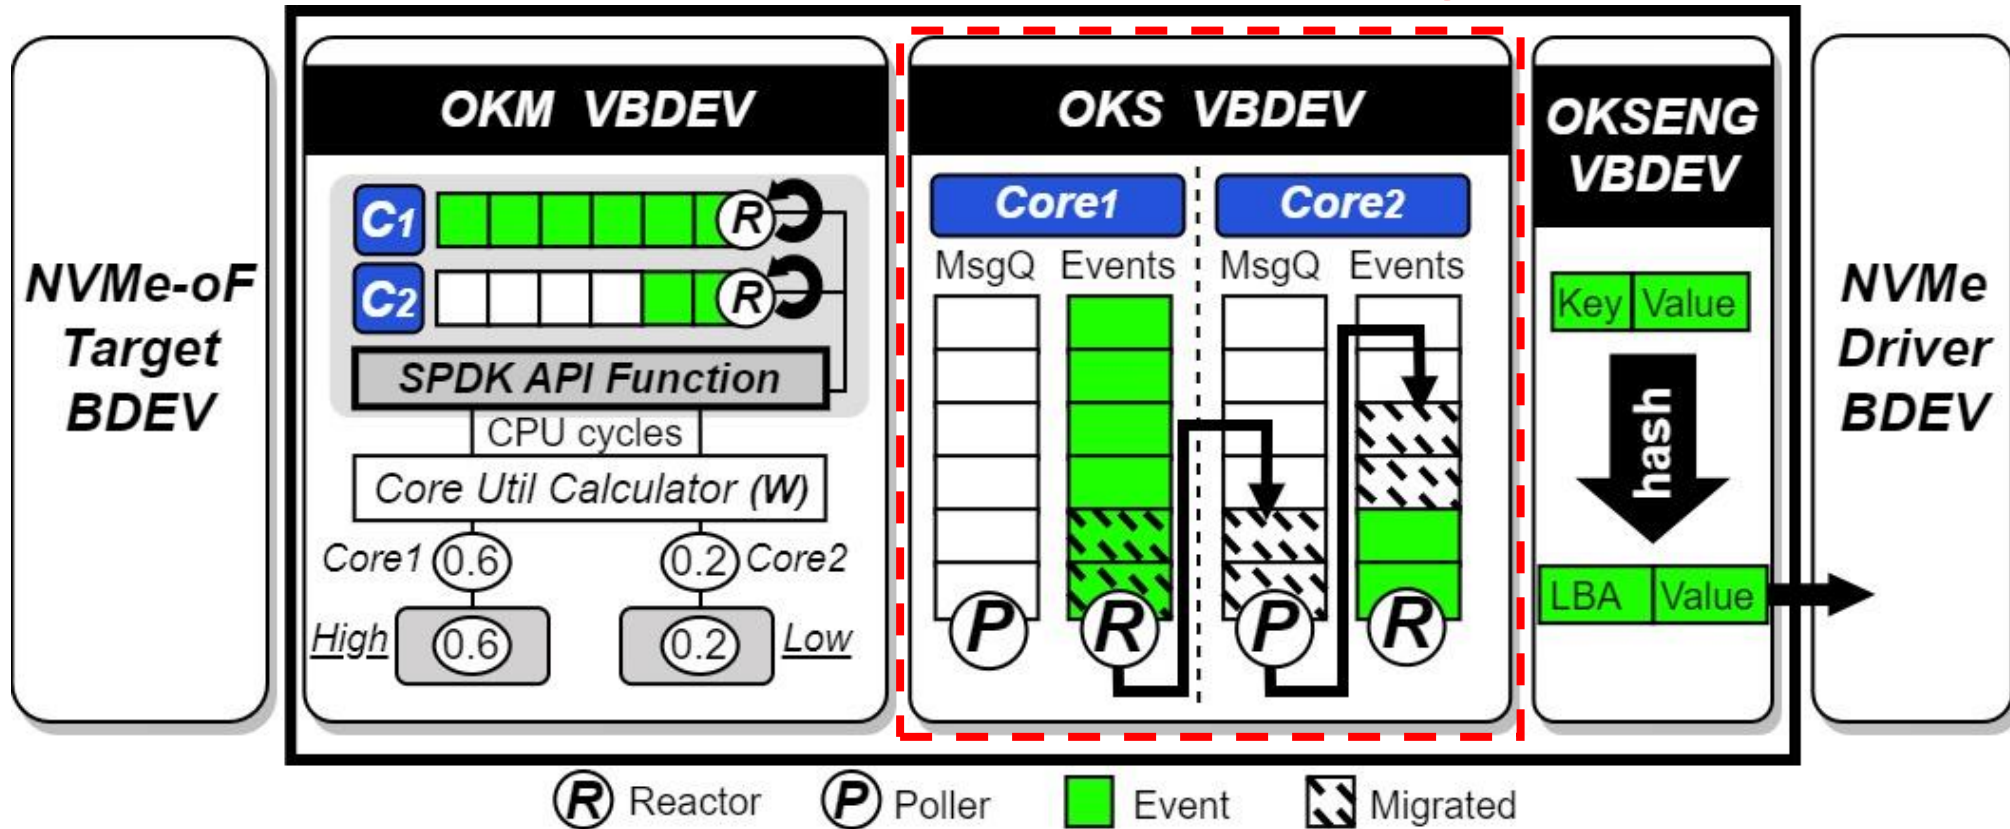 NVMe-oF
Target
BDEV
OKM VBDEV
C1
R
C2
R
SPDK API Function
CPU cycles
Core Util Calculator (W)
Core1 0.6 0.2 Core2
High 0.6 0.2 Low
OKS VBDEV
Core1 Core2
MsgQ Events MsgQ Events
P R P R
OKSENG
VBDEV
Key Value
hash
LBA Value
NVMe
Driver
BDEV
R Reactor P Poller Event Migrated